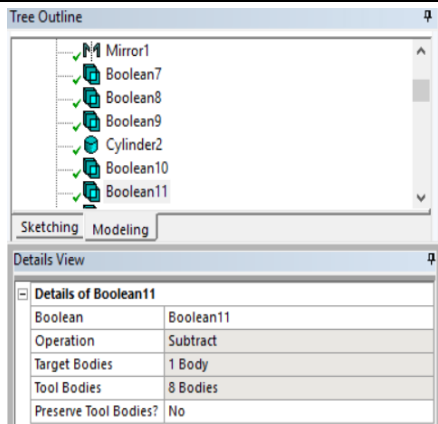 Tree Outline
Mirror1
Boolean7
Boolean8
Boolean9
Cylinder2
Boolean10
Boolean11
Sketching Modeling
Details View
Details of Boolean11
Boolean Boolean11
Operation Subtract
Target Bodies 1 Body
Tool Bodies 8 Bodies
Preserve Tool Bodies? No